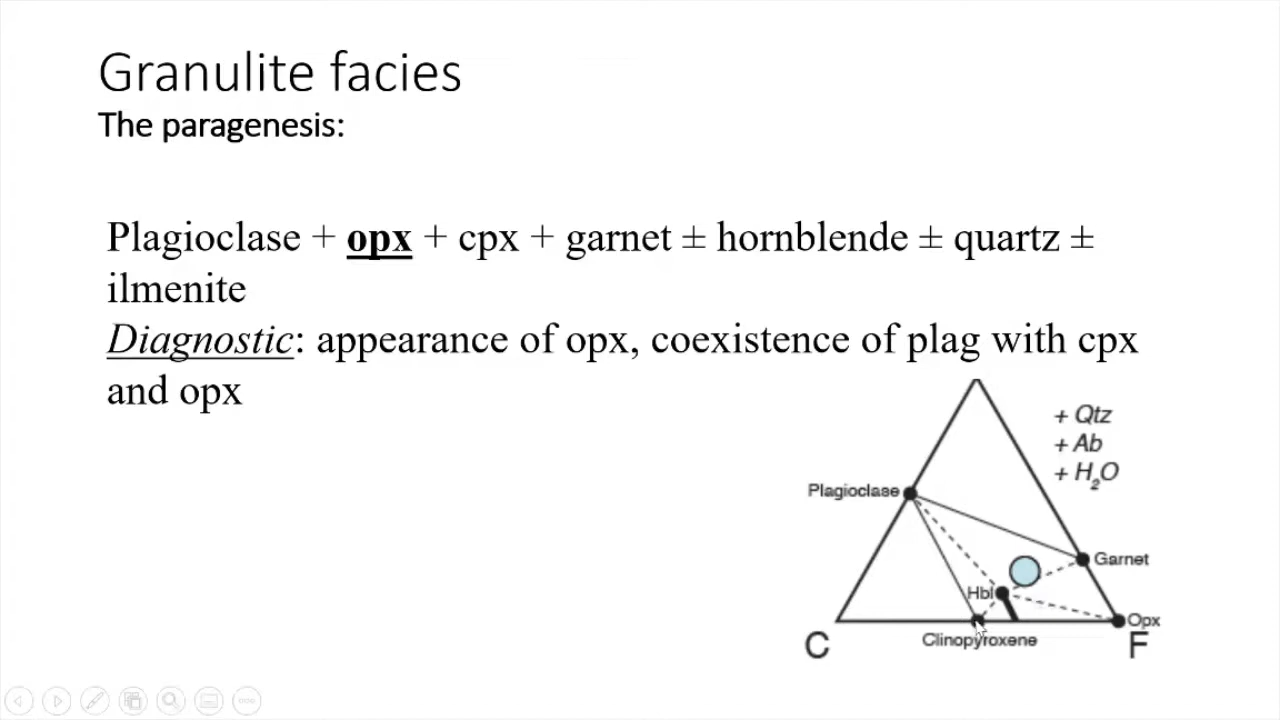 Granulite facies
The paragenesis:
Plagioclase + opx + cpx + garnet ± hornblende ± quartz ±
ilmenite
Diagnostic: appearance of opx, coexistence of plag with cpx
and opx
+ Qtz
+ Ab
+ H₂O
Plagioclase
Garnet
Hbl
Opx
Clinopyroxene
C
F